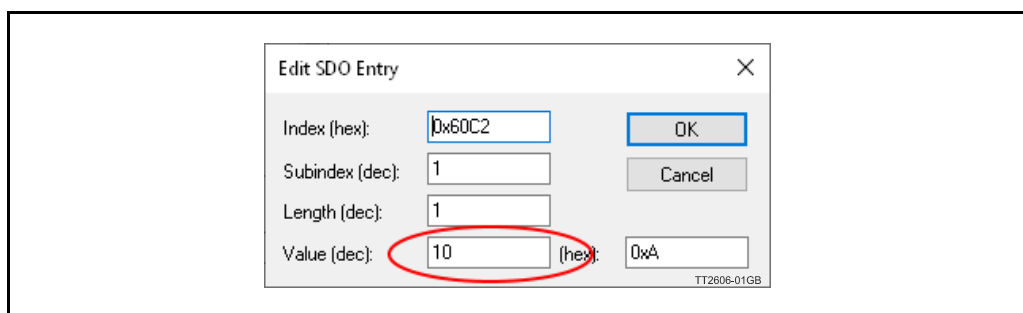 Edit SDO Entry
Index (hex): 0x60C2 OK
Subindex (dec): 1 Cancel
Length (dec): 1
Value (dec): 10 (hex): 0xA
TT2606-01GB